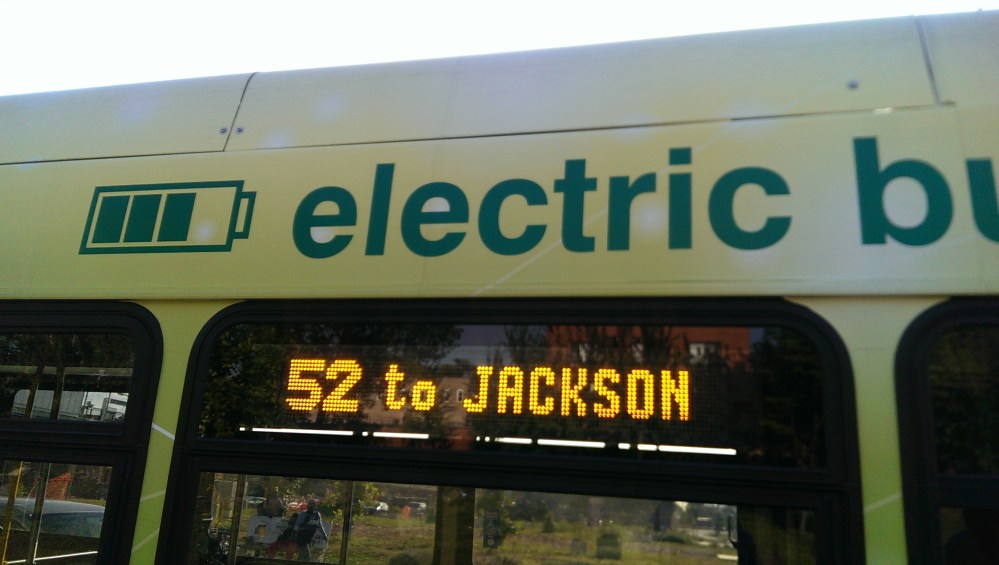 electric bu
52 to JACKSON